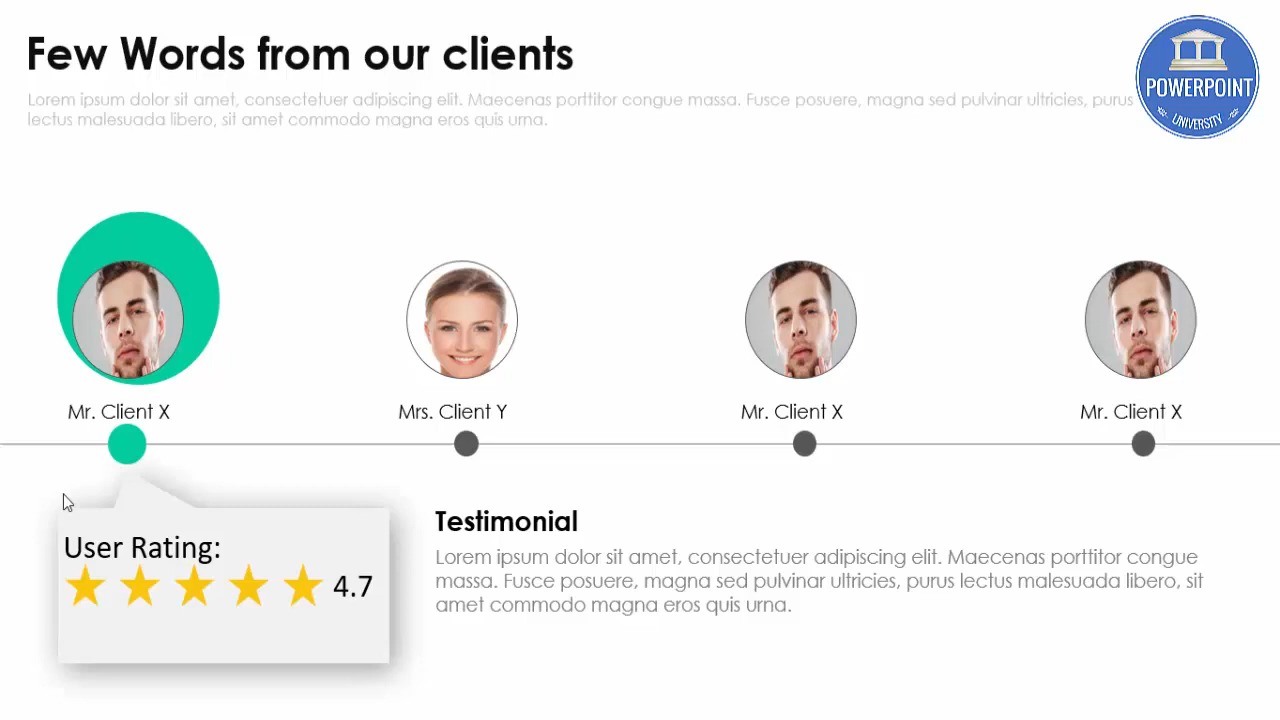 Few Words from our clients
Lorem ipsum dolor sit amet, consectetuer adipiscing elit. Maecenas porttitor congue massa. Fusce posuere, magna sed pulvinar ultricies, purus
lectus malesuada libero, sit amet commodo magna eros quis urna.
POWERPOINT
UNIVERSITY
Mr. Client X
Mrs. Client Y
Mr. Client X
Mr. Client X
User Rating:
4.7
Testimonial
Lorem ipsum dolor sit amet, consectetuer adipiscing elit. Maecenas porttitor congue
massa. Fusce posuere, magna sed pulvinar ultricies, purus lectus malesuada libero, sit
amet commodo magna eros quis urna.